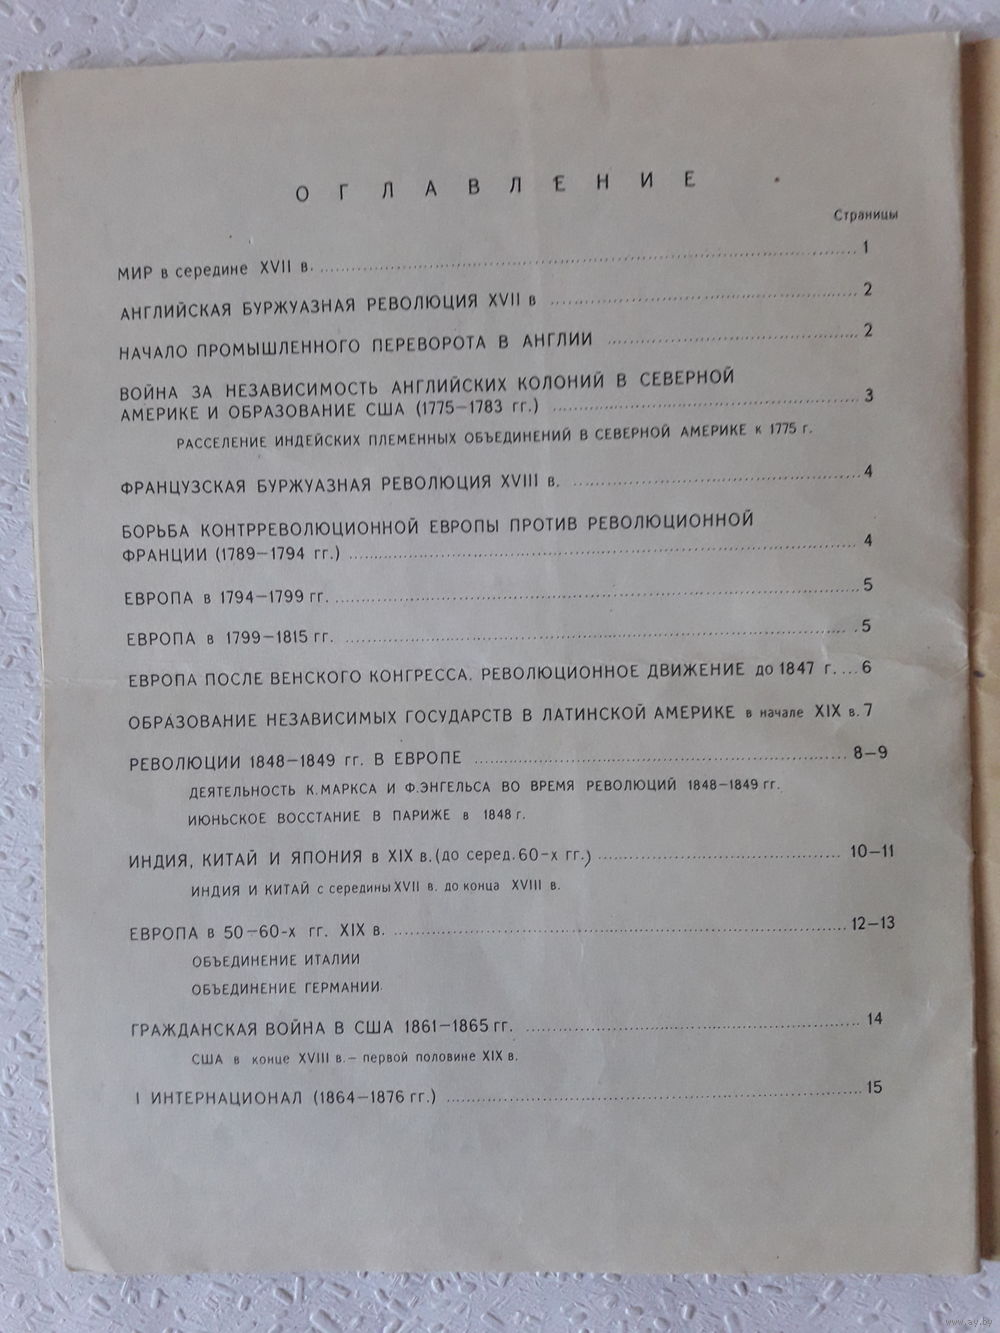 ОГЛАВЛЕНИЕ
Страницы
МИР в середине XVII в. 1
АНГЛИЙСКАЯ БУРЖУАЗНАЯ РЕВОЛЮЦИЯ XVII в 2
НАЧАЛО ПРОМЫШЛЕННОГО ПЕРЕВОРОТА В АНГЛИИ 2
ВОЙНА ЗА НЕЗАВИСИМОСТЬ АНГЛИЙСКИХ КОЛОНИЙ В СЕВЕРНОЙ
АМЕРИКЕ И ОБРАЗОВАНИЕ США (1775–1783 гг.) 3
РАССЕЛЕНИЕ ИНДЕЙСКИХ ПЛЕМЕННЫХ ОБЪЕДИНЕНИЙ В СЕВЕРНОЙ АМЕРИКЕ к 1775 г.
ФРАНЦУЗСКАЯ БУРЖУАЗНАЯ РЕВОЛЮЦИЯ XVIII в. 4
БОРЬБА КОНТРРЕВОЛЮЦИОННОЙ ЕВРОПЫ ПРОТИВ РЕВОЛЮЦИОННОЙ
ФРАНЦИИ (1789–1794 гг.) 4
ЕВРОПА в 1794–1799 гг. 5
ЕВРОПА в 1799–1815 гг. 5
ЕВРОПА ПОСЛЕ ВЕНСКОГО КОНГРЕССА. РЕВОЛЮЦИОННОЕ ДВИЖЕНИЕ до 1847 г. ... 6
ОБРАЗОВАНИЕ НЕЗАВИСИМЫХ ГОСУДАРСТВ В ЛАТИНСКОЙ АМЕРИКЕ в начале XIX в. 7
РЕВОЛЮЦИИ 1848–1849 гг. В ЕВРОПЕ 8–9
ДЕЯТЕЛЬНОСТЬ К. МАРКСА И Ф. ЭНГЕЛЬСА ВО ВРЕМЯ РЕВОЛЮЦИЙ 1848–1849 гг.
ИЮНЬСКОЕ ВОССТАНИЕ В ПАРИЖЕ в 1848 г.
ИНДИЯ, КИТАЙ И ЯПОНИЯ в XIX в. (до серед. 60-х гг.) 10–11
ИНДИЯ И КИТАЙ с середины XVII в. до конца XVIII в.
ЕВРОПА в 50–60-х гг. XIX в. 12–13
ОБЪЕДИНЕНИЕ ИТАЛИИ
ОБЪЕДИНЕНИЕ ГЕРМАНИИ
ГРАЖДАНСКАЯ ВОЙНА В США 1861–1865 гг. 14
США в конце XVIII в. – первой половине XIX в.
I ИНТЕРНАЦИОНАЛ (1864–1876 гг.) 15
www.ay.by